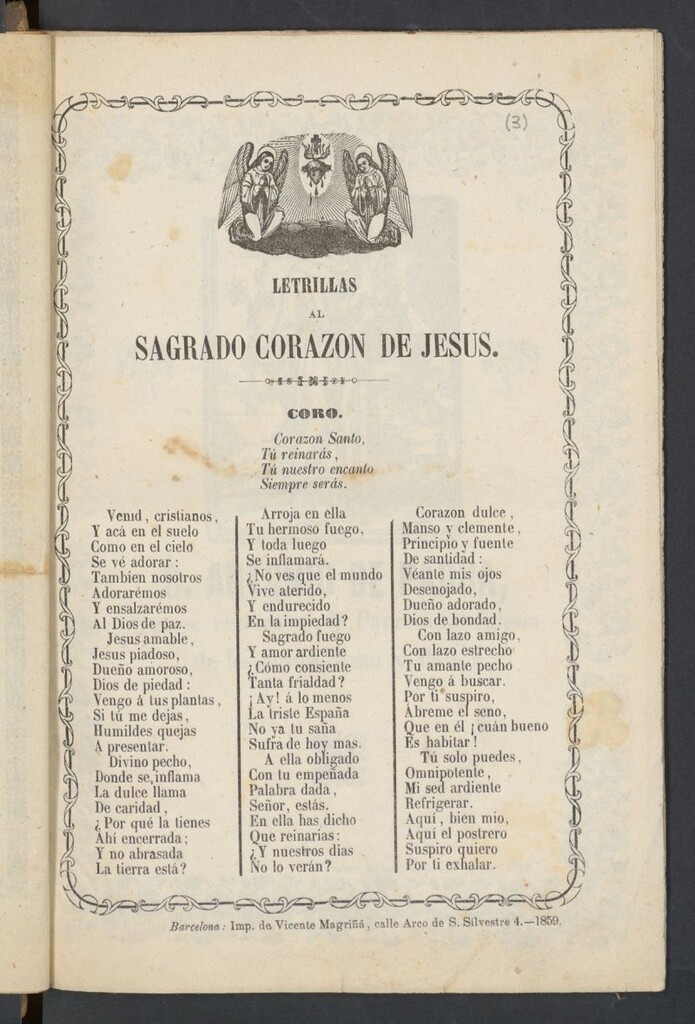 (3)
LETRILLAS
AL
SAGRADO CORAZON DE JESUS.
CORO.
Corazon Santo,
Tú reinarás,
Tú nuestro encanto
Siempre serás.
Venid, cristianos,
Y acá en el suelo
Como en el cielo
Se vé adorar:
Tambien nosotros
Adorarémos
Y ensalzarémos
Al Dios de paz.
Jesus amable,
Jesus piadoso,
Dueño amoroso,
Dios de piedad:
Vengo á tus plantas,
Si tú me dejas,
Humildes quejas
A presentar.
Divino pecho,
Donde se inflama
La dulce llama
De caridad,
¿Por qué la tienes
Ahí encerrada;
Y no abrasada
La tierra está?
Arroja en ella
Tu hermoso fuego,
Y toda luego
Se inflamará.
¿No ves que el mundo
Vive aterido,
Y endurecido
En la impiedad?
Sagrado fuego
Y amor ardiente
¿Cómo consiente
Tanta frialdad?
¡Ay! á lo menos
La triste España
No ya tu saña
Sufra de hoy mas.
A ella obligado
Con tu empeñada
Palabra dada,
Señor, estás.
En ella has dicho
Que reinarias:
¿Y nuestros dias
No lo verán?
Corazon dulce,
Manso y clemente,
Principio y fuente
De santidad:
Véante mis ojos
Desenojado,
Dueño adorado,
Dios de bondad.
Con lazo amigo,
Con lazo estrecho
Tu amante pecho
Vengo á buscar.
Por ti suspiro,
Ábreme el seno,
Que en él ¡cuán bueno
Es habitar!
Tú solo puedes,
Omnipotente,
Mi sed ardiente
Refrigerar.
Aquí, bien mio,
Aquí el postrero
Suspiro quiero
Por ti exhalar.
Barcelona: Imp. de Vicente Magriñá, calle Arco de S. Silvestre 4.—1859.